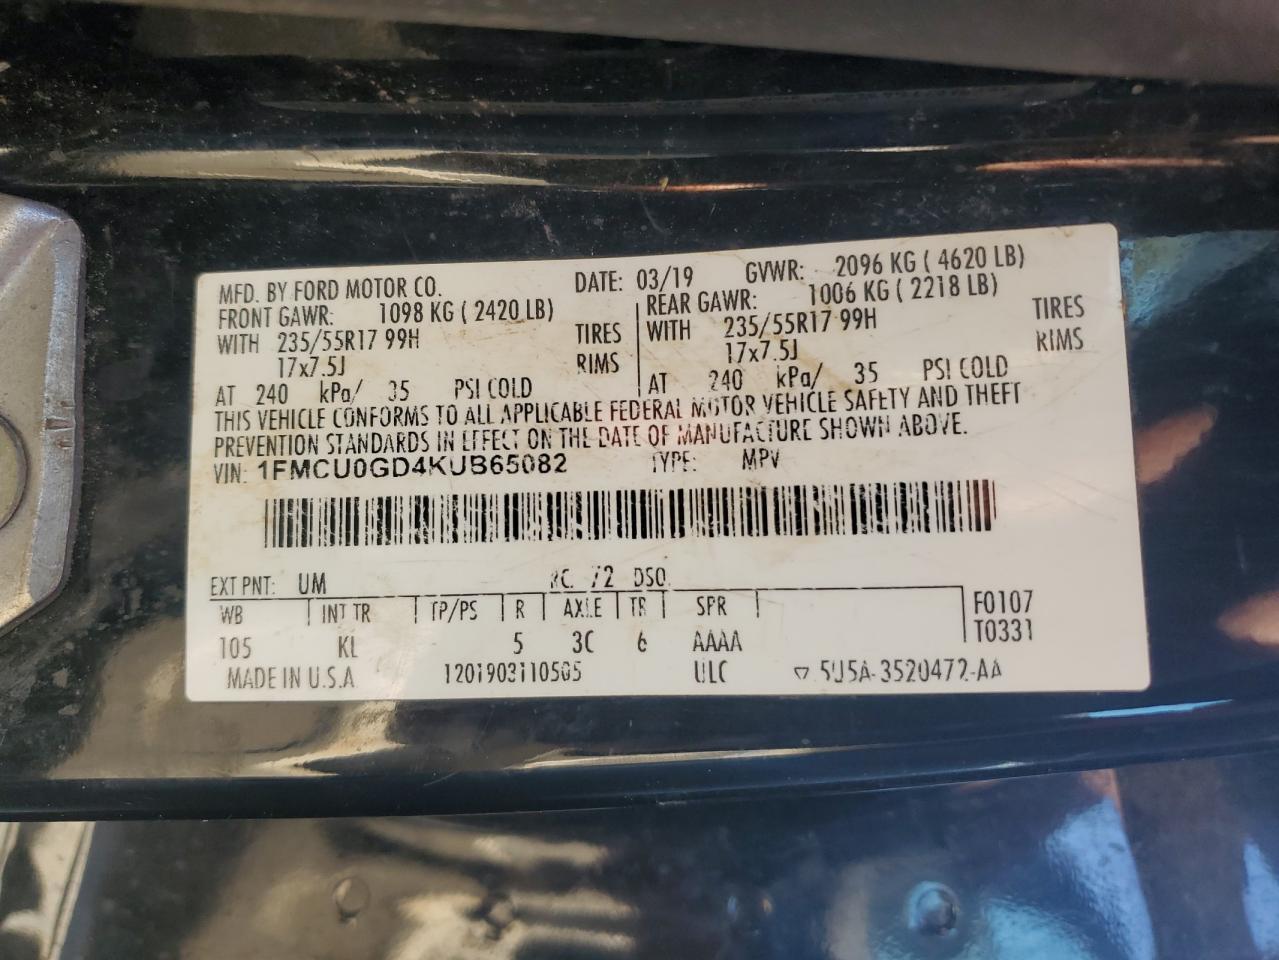 MFD. BY FORD MOTOR CO. DATE: 03/19 GVWR: 2096 KG ( 4620 LB)
FRONT GAWR: 1098 KG ( 2420 LB) REAR GAWR: 1006 KG ( 2218 LB)
WITH 235/55R17 99H TIRES WITH 235/55R17 99H TIRES
17x7.5J RIMS 17x7.5J RIMS
AT 240 kPa/ 35 PSI COLD AT 240 kPa/ 35 PSI COLD
THIS VEHICLE CONFORMS TO ALL APPLICABLE FEDERAL MOTOR VEHICLE SAFETY AND THEFT
PREVENTION STANDARDS IN EFFECT ON THE DATE OF MANUFACTURE SHOWN ABOVE.
VIN: 1FMCU0GD4KUB65082 TYPE: MPV
EXT PNT: UM RC: 72 DSO:
WB INT TR TP/PS R AXLE TR SPR F0107
105 KL 5 3C 6 AAAA T0331
MADE IN U.S.A. 1201903110505 ULC ▽ 5U5A-3520472-AA